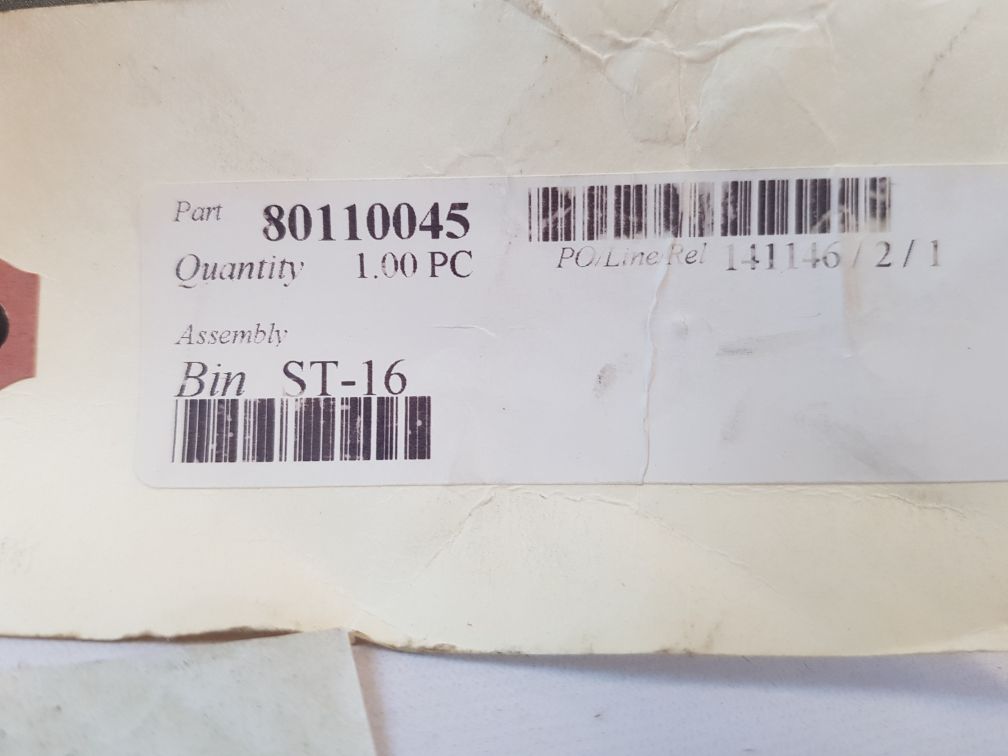 Part 80110045
Quantity 1.00 PC
PO/Line/Rel 141146 / 2 / 1
Assembly
Bin ST-16